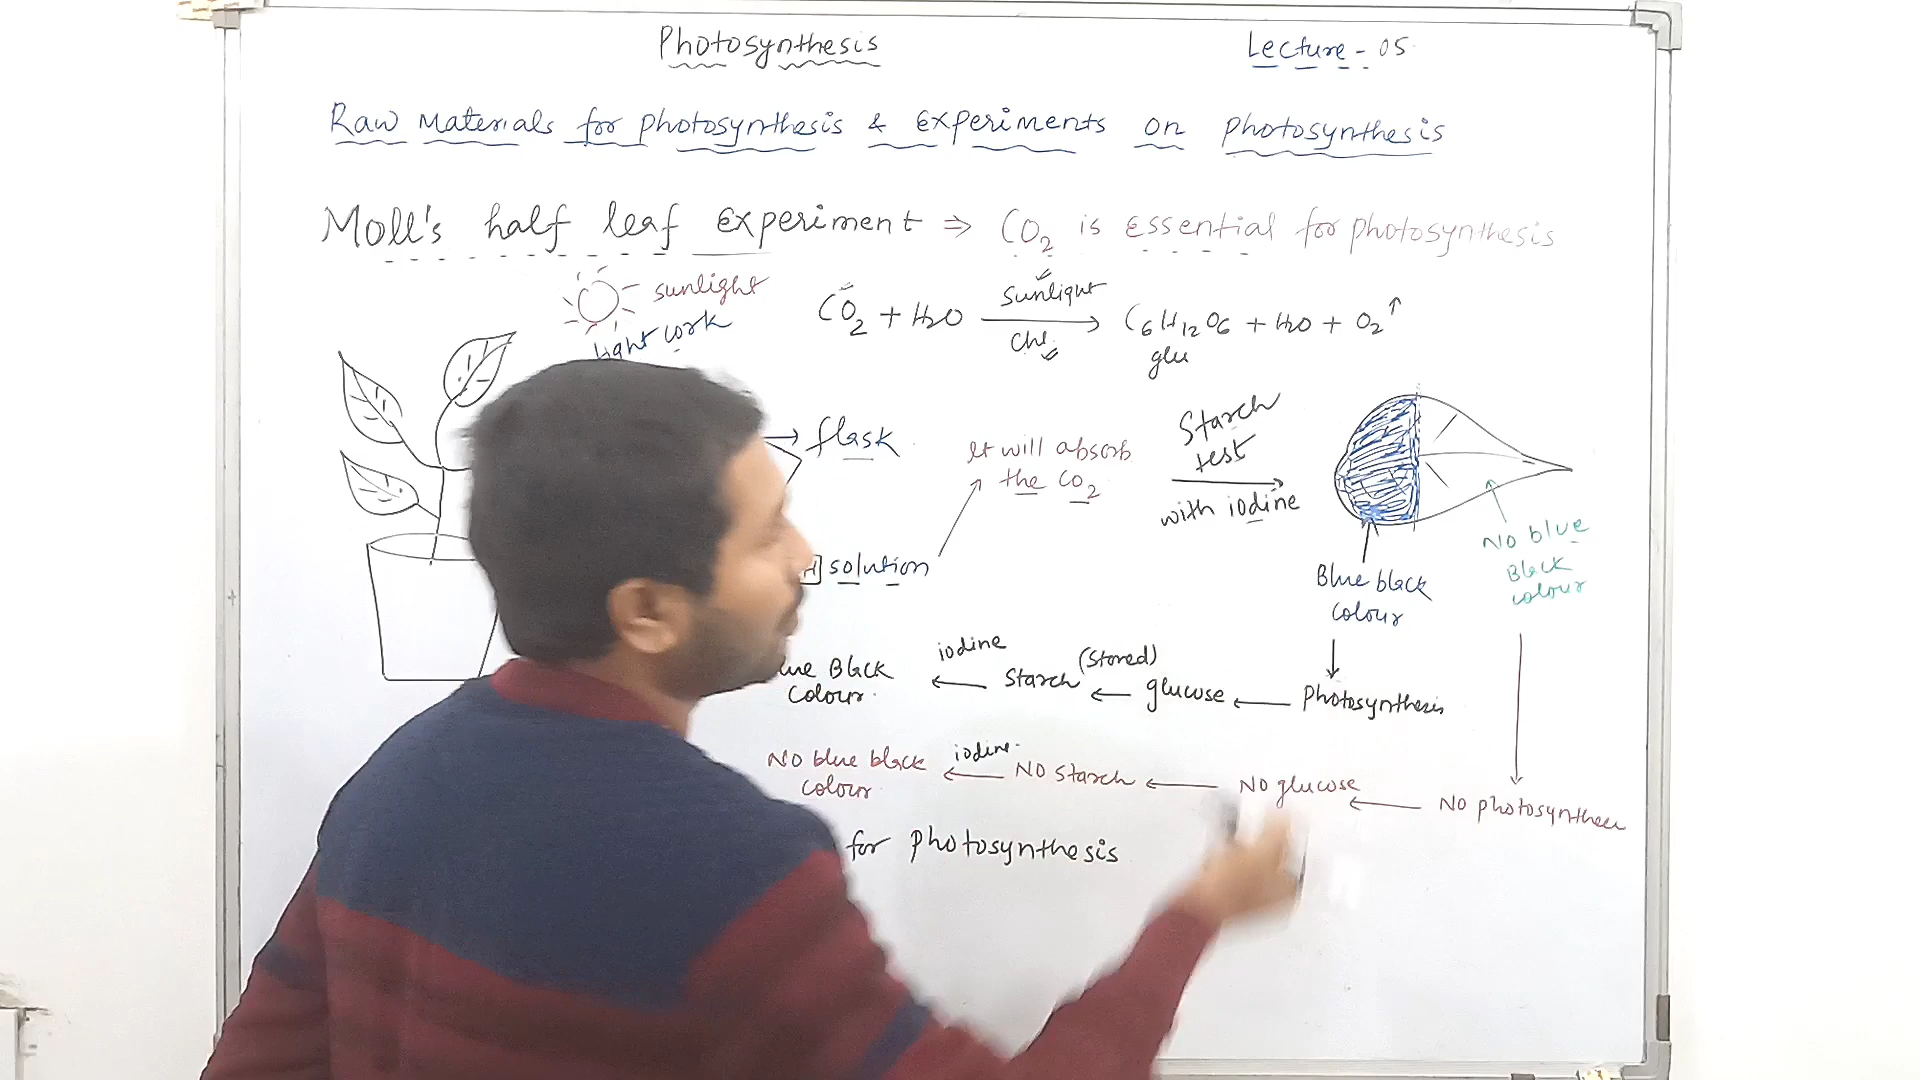 Photosynthesis
Lecture - 05
Raw Materials for photosynthesis & Experiments on photosynthesis
Moll's half leaf Experiment ⇒ CO2 is essential for photosynthesis
sunlight
CO2 + H2O
sunlight
Chl
C6H12O6 + H2O + O2↑
glu
cork
flask
It will absorb
the CO2
Starch
test
with iodine
solution
Blue black
colour
No blue
Black
colour
Black
colour
iodine
Starch
(Stored)
glucose
Photosynthesis
No blue black
colour
iodine
No starch
No glucose
No
for photosynthesis